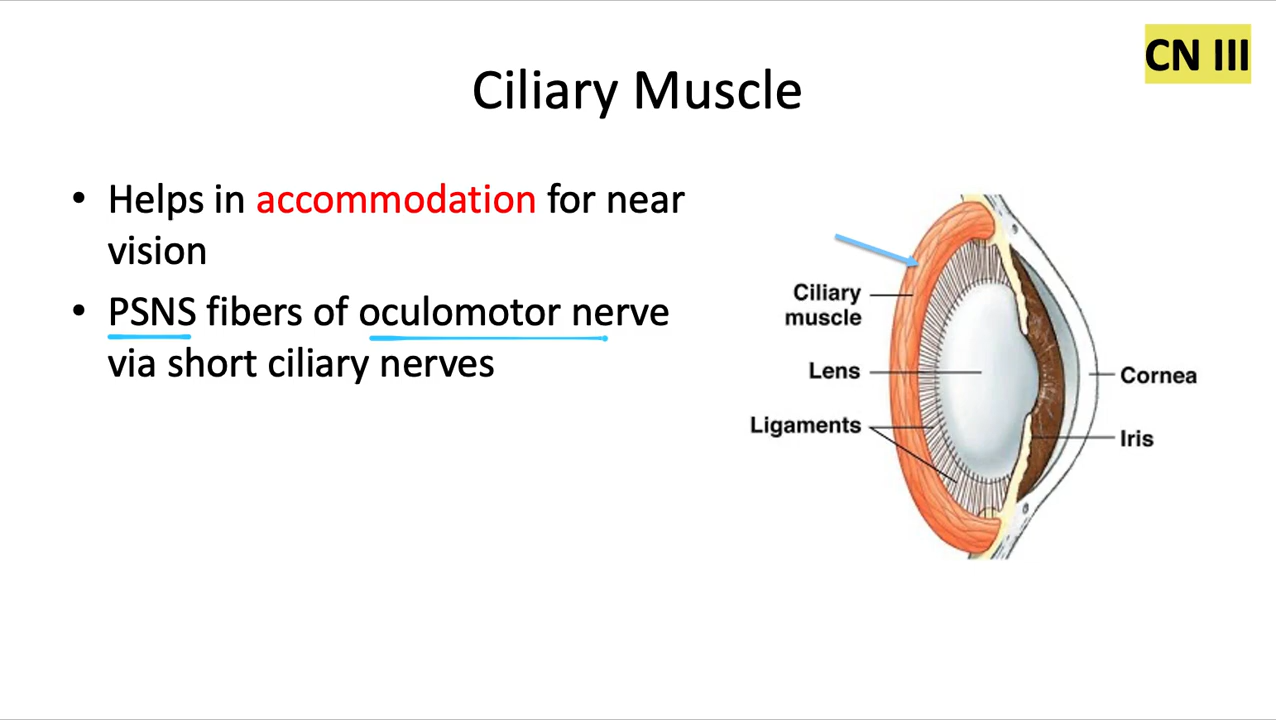 CN III
Ciliary Muscle
• Helps in accommodation for near
vision
• PSNS fibers of oculomotor nerve
via short ciliary nerves
Ciliary
muscle
Lens
Ligaments
Cornea
Iris